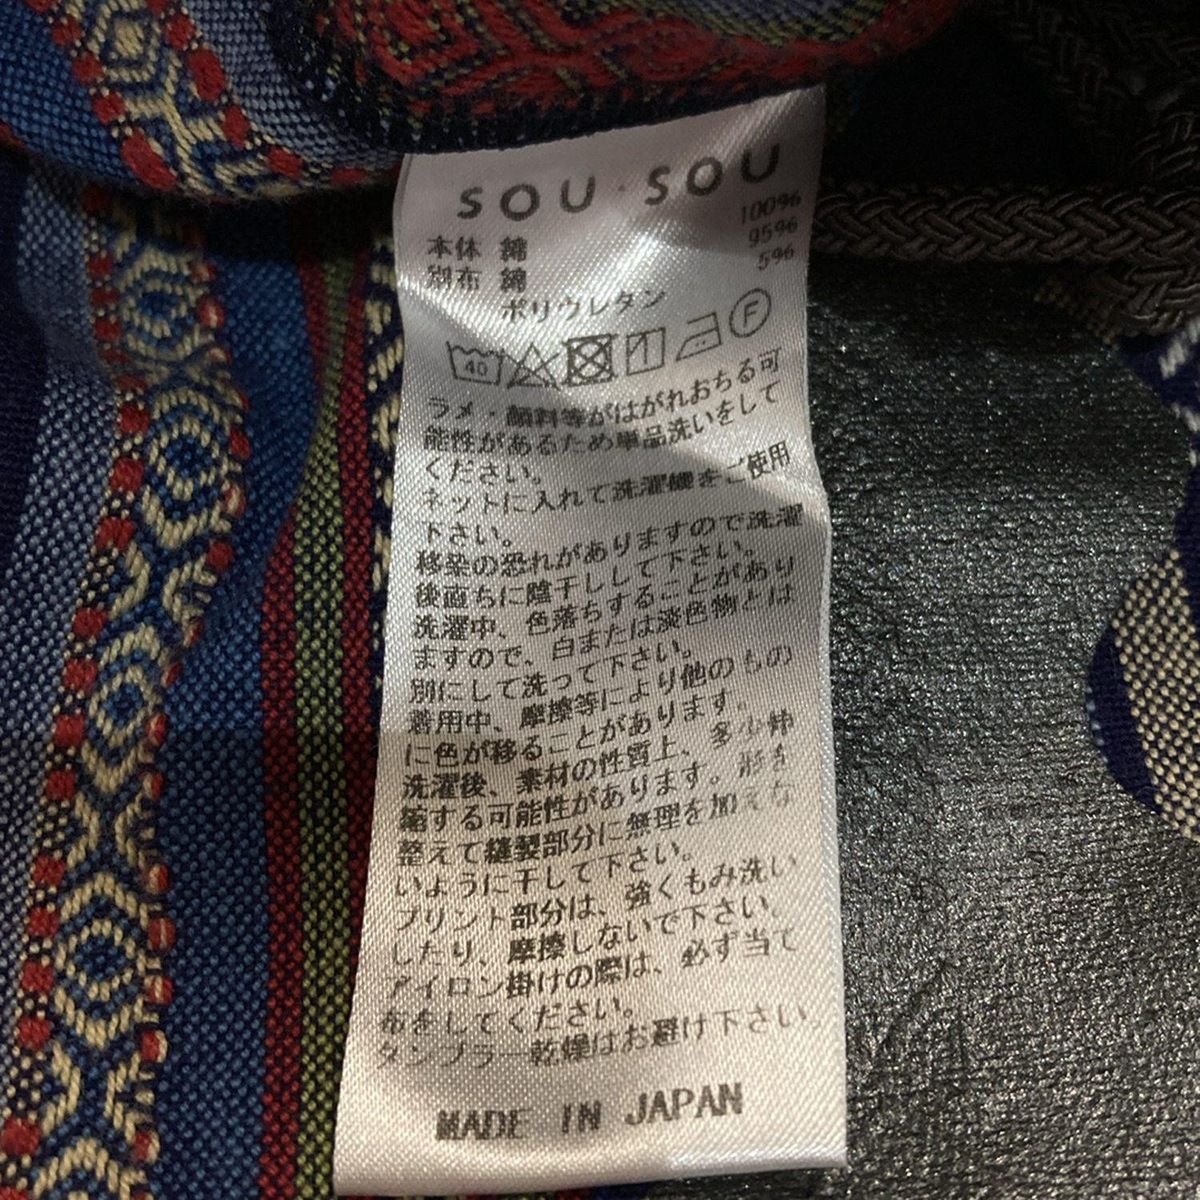 SOU・SOU
本体 綿 100%
別布 綿 95%
ポリウレタン 5%
40 F
ラメ・顔料等がはがれおちる可
能性があるため単品洗いをして
ください。
ネットに入れて洗濯機をご使用
下さい。
移染の恐れがありますので洗濯
後直ちに陰干しして下さい。
洗濯中、色落ちすることがあり
ますので、白または淡色物とは
別にして洗って下さい。
着用中、摩擦等により他のもの
に色が移ることがあります。
洗濯後、素材の性質上、多少伸
縮する可能性があります。形を
整えて縫製部分に無理を加えな
いように干して下さい。
プリント部分は、強くもみ洗い
したり、摩擦しないで下さい。
アイロン掛けの際は、必ず当て
布をしてください。
タンブラー乾燥はお避け下さい。
MADE IN JAPAN